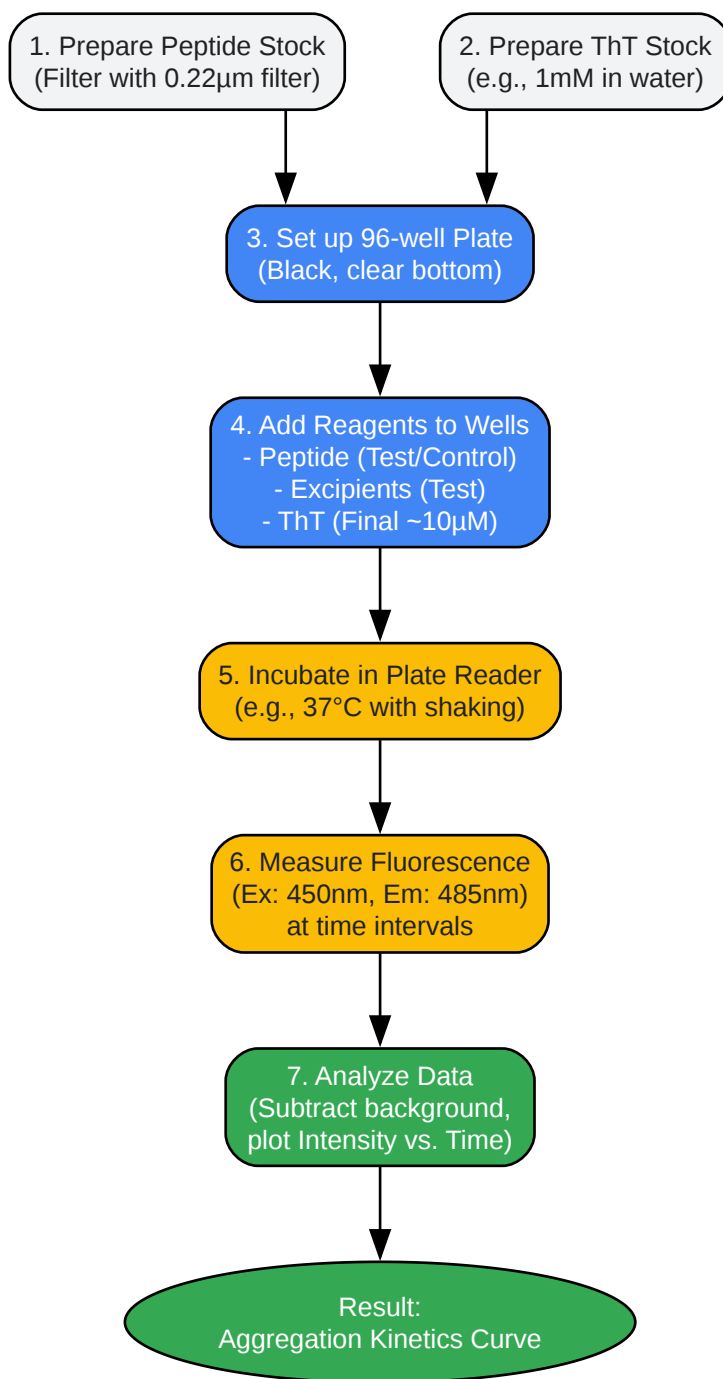 1. Prepare Peptide Stock
(Filter with 0.22µm filter)
2. Prepare ThT Stock
(e.g., 1mM in water)
3. Set up 96-well Plate
(Black, clear bottom)
4. Add Reagents to Wells
- Peptide (Test/Control)
- Excipients (Test)
- ThT (Final ~10µM)
5. Incubate in Plate Reader
(e.g., 37°C with shaking)
6. Measure Fluorescence
(Ex: 450nm, Em: 485nm)
at time intervals
7. Analyze Data
(Subtract background,
plot Intensity vs. Time)
Result:
Aggregation Kinetics Curve